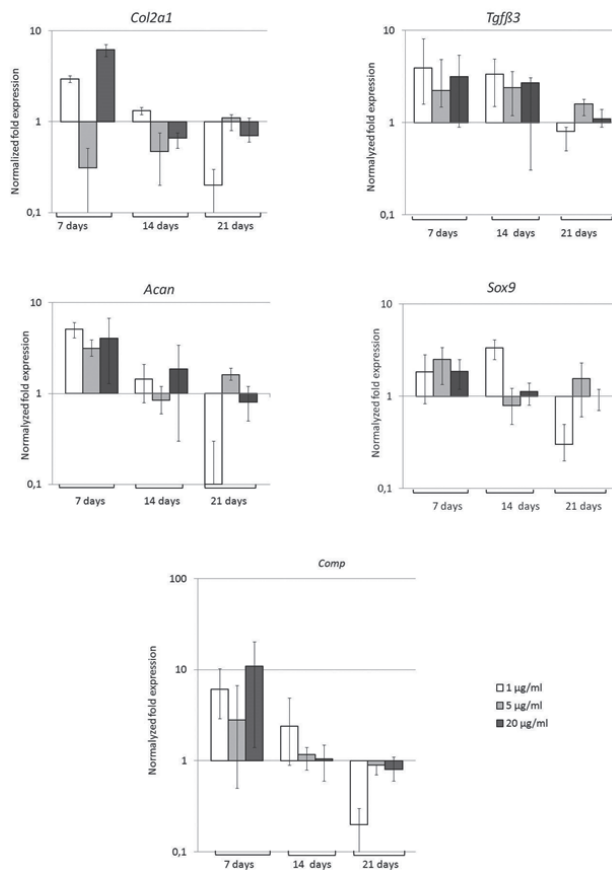 Col2a1
Normalized fold expression
10
1
0,1
7 days
14 days
21 days
Tgfß3
Normalyzed fold expression
10
1
0,1
7 days
14 days
21 days
Acan
Normalyzed fold expression
10
1
0,1
7 days
14 days
21 days
Sox9
Normalyzed fold expression
10
1
0,1
7 days
14 days
21 days
Comp
Normalyzed fold expression
100
10
1
0,1
7 days
14 days
21 days
1 µg/ml
5 µg/ml
20 µg/ml